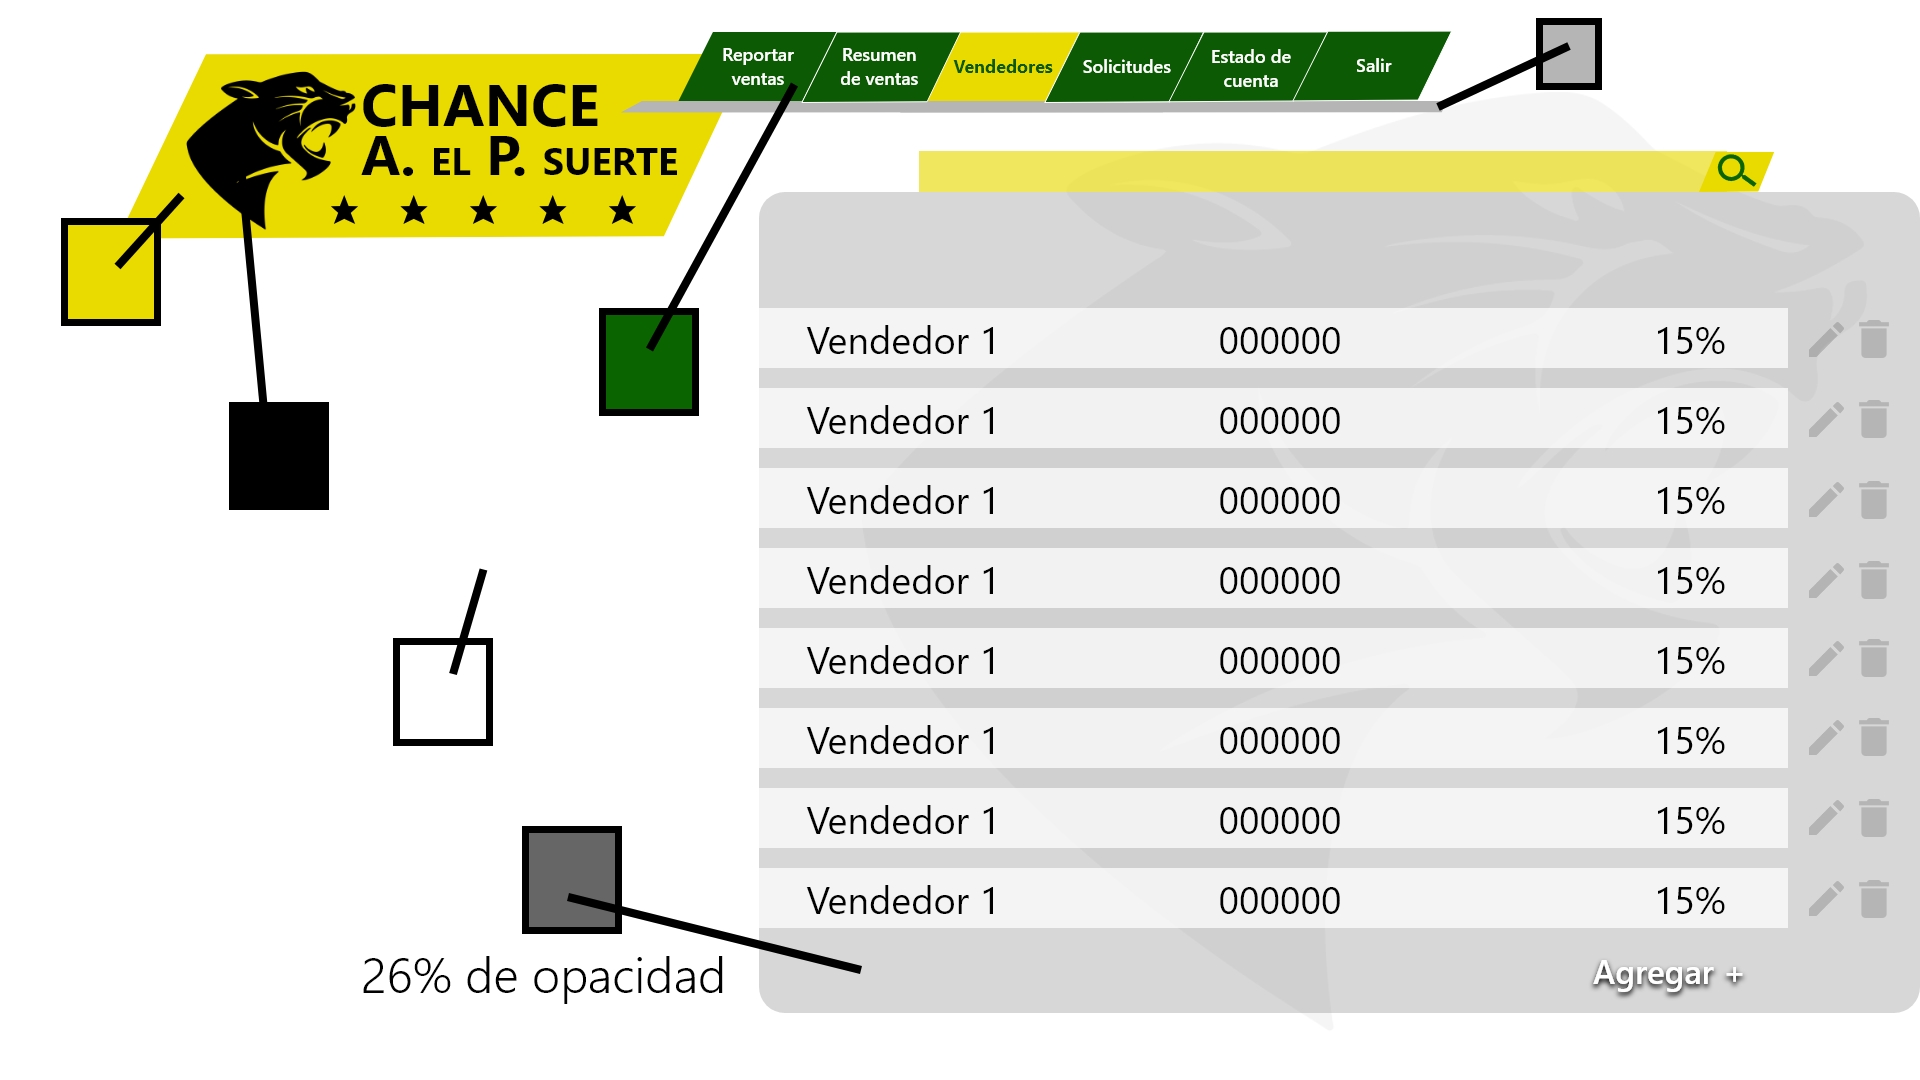 CHANCE
A. EL P. SUERTE
Reportar
ventas
Resumen
de ventas
Vendedores
Solicitudes
Estado de
cuenta
Salir
Vendedor 1 000000 15%
Vendedor 1 000000 15%
Vendedor 1 000000 15%
Vendedor 1 000000 15%
Vendedor 1 000000 15%
Vendedor 1 000000 15%
Vendedor 1 000000 15%
Vendedor 1 000000 15%
Agregar +
26% de opacidad